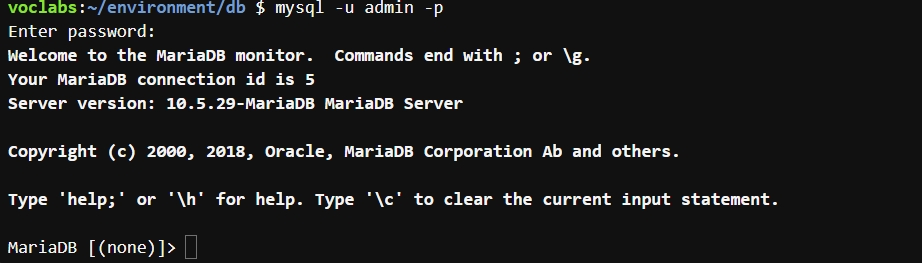 voclabs:~/environment/db $ mysql -u admin -p
Enter password:
Welcome to the MariaDB monitor.  Commands end with ; or \g.
Your MariaDB connection id is 5
Server version: 10.5.29-MariaDB MariaDB Server
Copyright (c) 2000, 2018, Oracle, MariaDB Corporation Ab and others.
Type 'help;' or '\h' for help. Type '\c' to clear the current input statement.
MariaDB [(none)]>